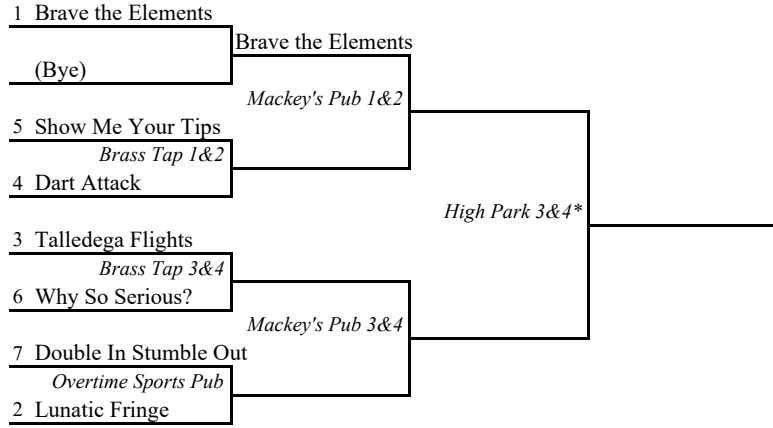 1 Brave the Elements
Brave the Elements
(Bye)
Mackey's Pub 1&2
5 Show Me Your Tips
Brass Tap 1&2
4 Dart Attack
High Park 3&4*
3 Talledega Flights
Brass Tap 3&4
6 Why So Serious?
Mackey's Pub 3&4
7 Double In Stumble Out
Overtime Sports Pub
2 Lunatic Fringe